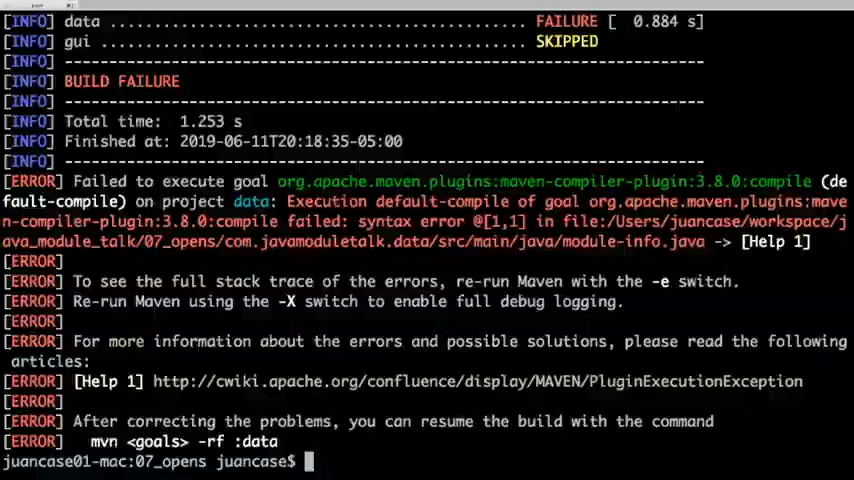 [INFO] data .......................................... FAILURE [  0.884 s]
[INFO] gui ........................................... SKIPPED
[INFO] ------------------------------------------------------------------------
[INFO] BUILD FAILURE
[INFO] ------------------------------------------------------------------------
[INFO] Total time:  1.253 s
[INFO] Finished at: 2019-06-11T20:18:35-05:00
[INFO] ------------------------------------------------------------------------
[ERROR] Failed to execute goal org.apache.maven.plugins:maven-compiler-plugin:3.8.0:compile (de
fault-compile) on project data: Execution default-compile of goal org.apache.maven.plugins:mave
n-compiler-plugin:3.8.0:compile failed: syntax error @[1,1] in file:/Users/juancase/workspace/j
ava_module_talk/07_opens/com.javamoduletalk.data/src/main/java/module-info.java -> [Help 1]
[ERROR]
[ERROR] To see the full stack trace of the errors, re-run Maven with the -e switch.
[ERROR] Re-run Maven using the -X switch to enable full debug logging.
[ERROR]
[ERROR] For more information about the errors and possible solutions, please read the following
 articles:
[ERROR] [Help 1] http://cwiki.apache.org/confluence/display/MAVEN/PluginExecutionException
[ERROR]
[ERROR] After correcting the problems, you can resume the build with the command
[ERROR]   mvn <goals> -rf :data
juancase01-mac:07_opens juancase$